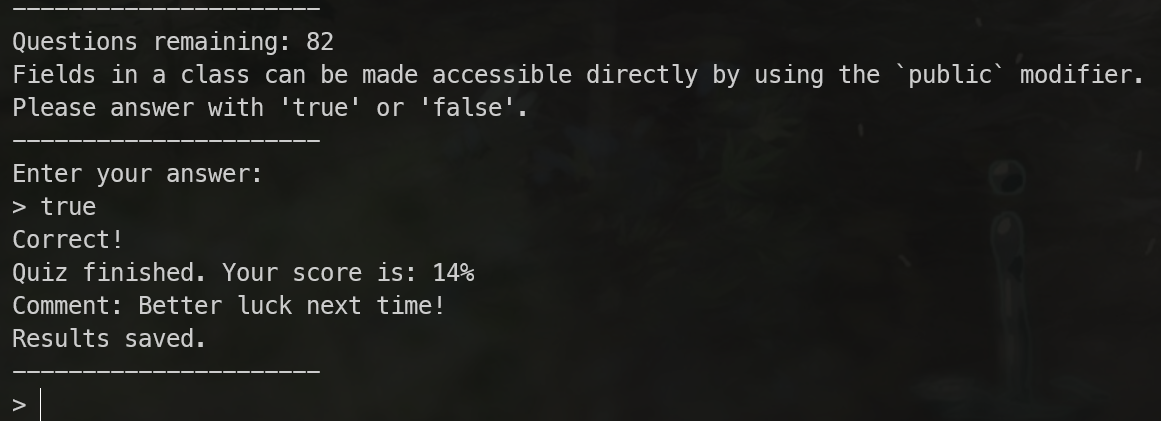 ----------------------
Questions remaining: 82
Fields in a class can be made accessible directly by using the `public` modifier.
Please answer with 'true' or 'false'.
----------------------
Enter your answer:
> true
Correct!
Quiz finished. Your score is: 14%
Comment: Better luck next time!
Results saved.
----------------------
>